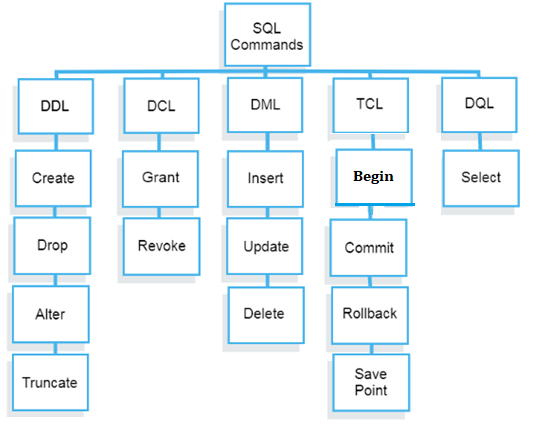 SQL
Commands
DDL
DCL
DML
TCL
DQL
Create
Grant
Insert
Begin
Select
Drop
Revoke
Update
Commit
Alter
Delete
Rollback
Truncate
Save
Point